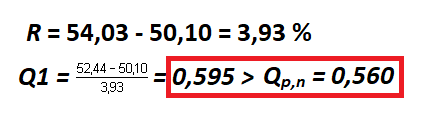 R = 54,03 - 50,10 = 3,93 %
Q1 = 52,44 – 50,10 / 3,93 = 0,595 > Qp,n = 0,560